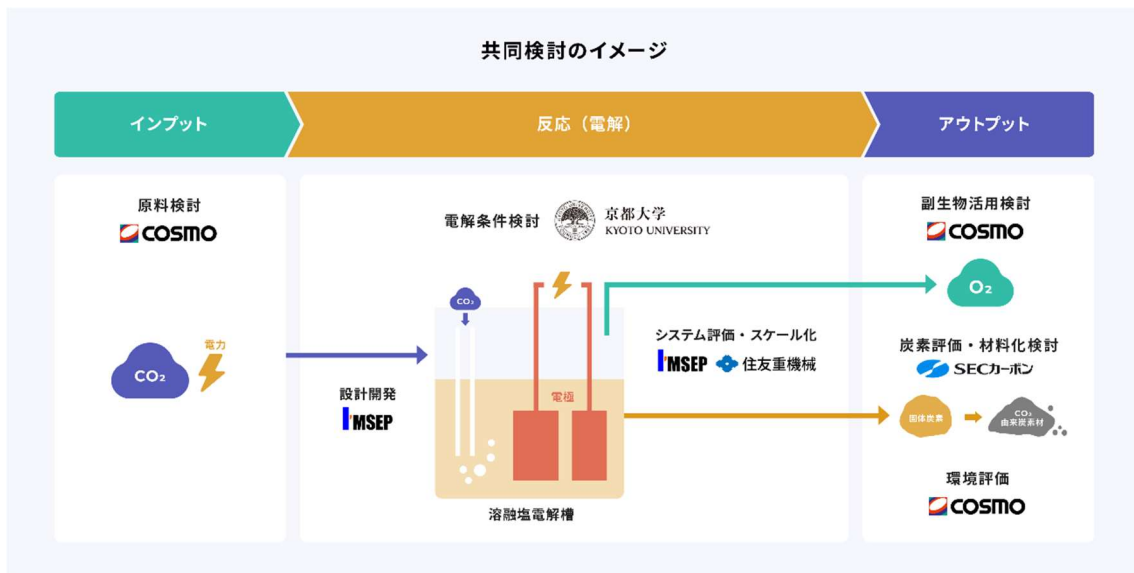 共同検討のイメージ
インプット
反応（電解）
アウトプット
原料検討
COSMO
CO₂
電力
電解条件検討
京都大学
KYOTO UNIVERSITY
設計開発
I'MSEP
CO₂
電極
溶融塩電解槽
システム評価・スケール化
I'MSEP
住友重機械
副生物活用検討
COSMO
O₂
炭素評価・材料化検討
SECカーボン
固体炭素
CO₂
由来炭素材
環境評価
COSMO